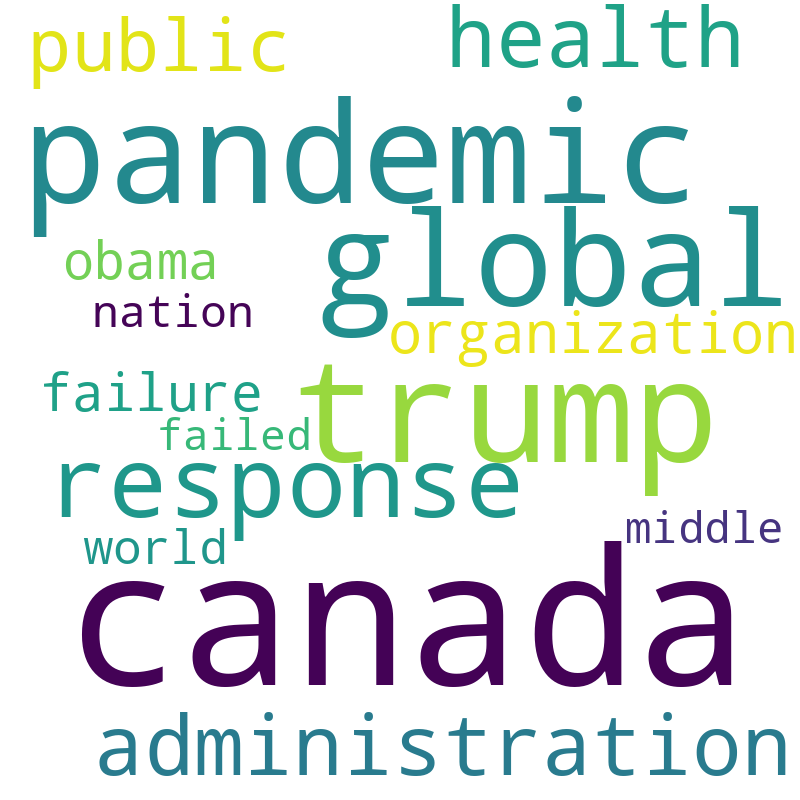 public
health
pandemic
global
obama
nation
organization
failure
trump
failed
response
middle
world
canada
administration